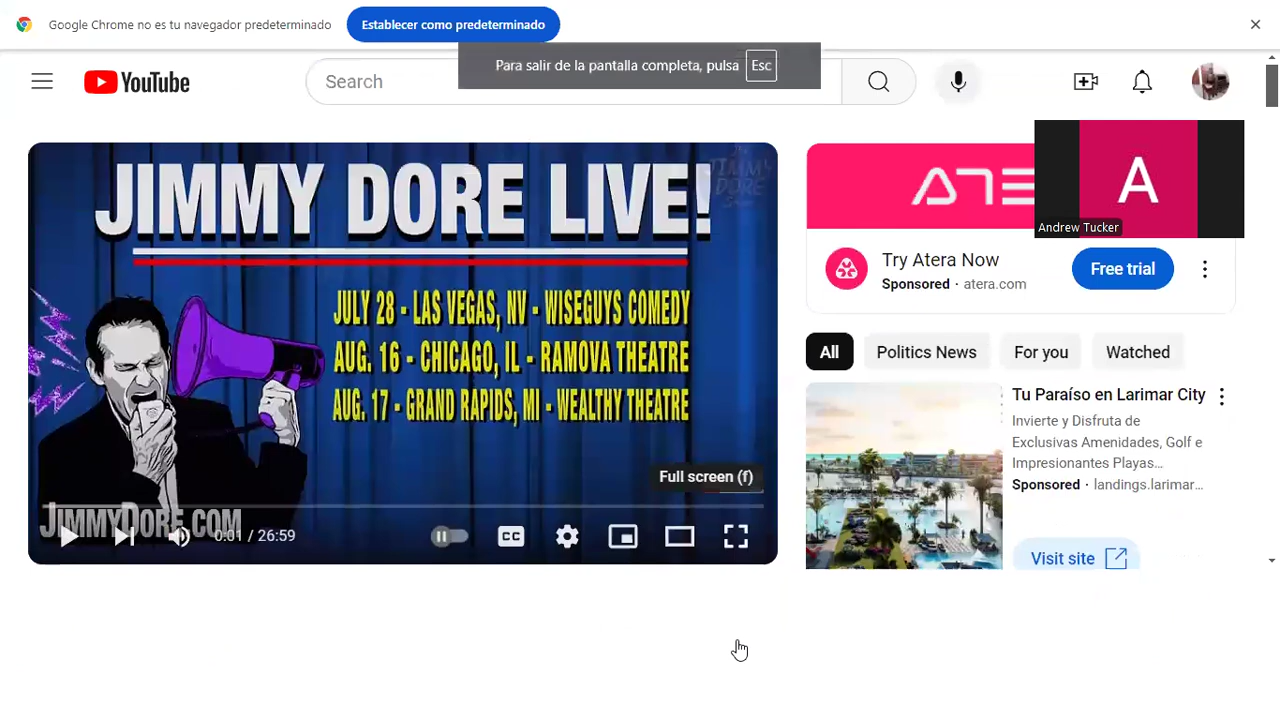 Google Chrome no es tu navegador predeterminado
Establecer como predeterminado
Para salir de la pantalla completa, pulsa Esc
YouTube
Search
JIMMY DORE LIVE!
JULY 28 - LAS VEGAS, NV - WISEGUYS COMEDY
AUG. 16 - CHICAGO, IL - RAMOVA THEATRE
AUG. 17 - GRAND RAPIDS, MI - WEALTHY THEATRE
Full screen (f)
JIMMYDORE.COM
0:01 / 26:59
CC
A
Andrew Tucker
Try Atera Now
Sponsored · atera.com
Free trial
All
Politics News
For you
Watched
Tu Paraíso en Larimar City
Invierte y Disfruta de
Exclusivas Amenidades, Golf e
Impresionantes Playas...
Sponsored · landings.larimar...
Visit site